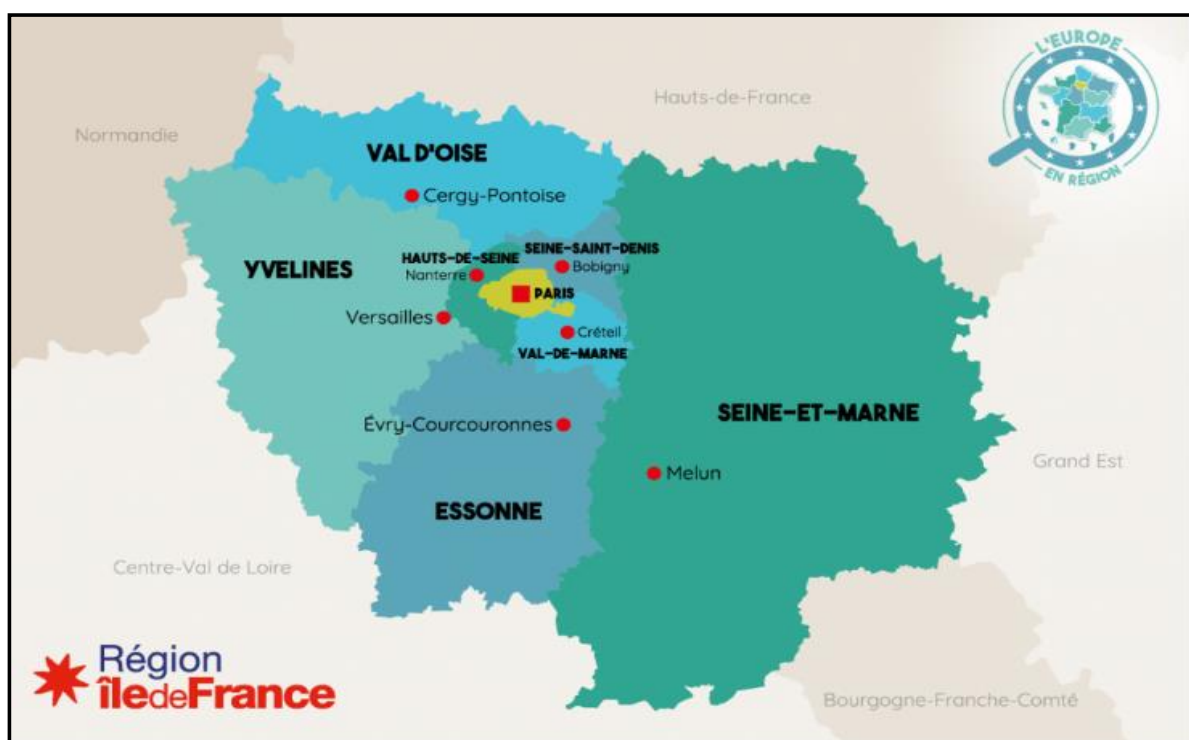 L'EUROPE
EN RÉGION
Hauts-de-France
Normandie
VAL D'OISE
Cergy-Pontoise
SEINE-SAINT-DENIS
HAUTS-DE-SEINE
Bobigny
YVELINES
Nanterre
PARIS
Versailles
Créteil
VAL-DE-MARNE
SEINE-ET-MARNE
Évry-Courcouronnes
Grand Est
Melun
ESSONNE
Centre-Val de Loire
Région
îledeFrance
Bourgogne-Franche-Comté